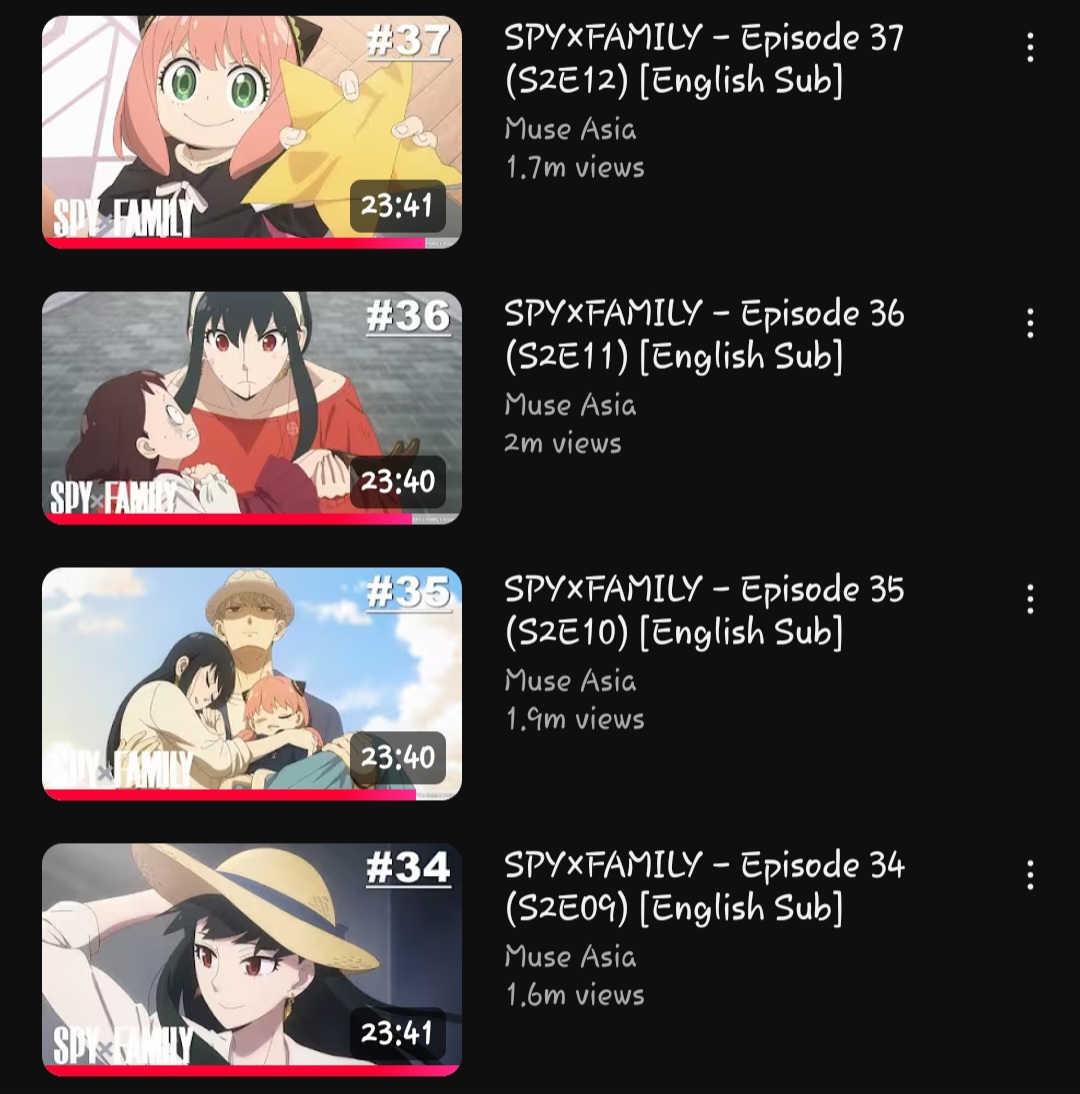 #37
SPY×FAMILY
23:41
SPY×FAMILY - Episode 37
(S2E12) [English Sub]
Muse Asia
1.7m views
#36
SPY×FAMILY
23:40
SPY×FAMILY - Episode 36
(S2E11) [English Sub]
Muse Asia
2m views
#35
SPY×FAMILY
23:40
SPY×FAMILY - Episode 35
(S2E10) [English Sub]
Muse Asia
1.9m views
#34
SPY×FAMILY
23:41
SPY×FAMILY - Episode 34
(S2E09) [English Sub]
Muse Asia
1.6m views